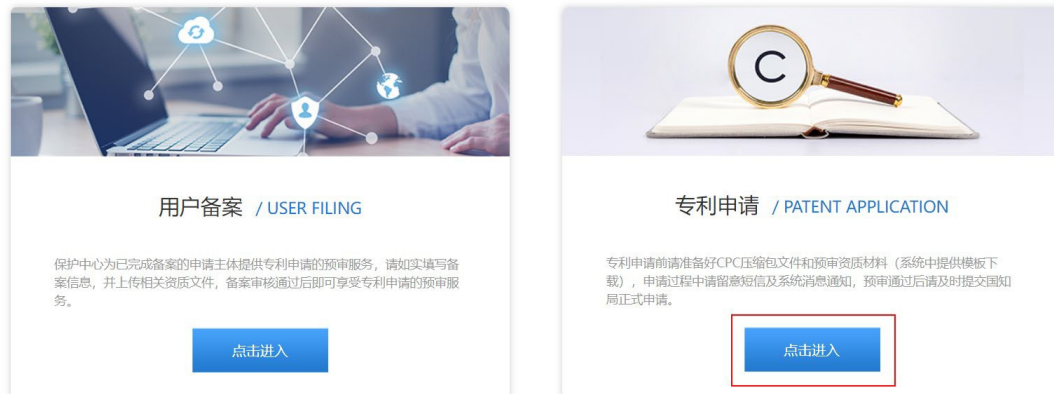 用户备案 / USER FILING
保护中心为已完成备案的申请主体提供专利申请的预审服务，请如实填写备
案信息，并上传相关资质文件，备案审核通过后即可享受专利申请的预审服
务。
点击进入
C
专利申请 / PATENT APPLICATION
专利申请前请准备好CPC压缩包文件和预审资质材料（系统中提供模板下
载），申请过程中请留意短信及系统消息通知，预审通过后请及时提交国知
局正式申请。
点击进入